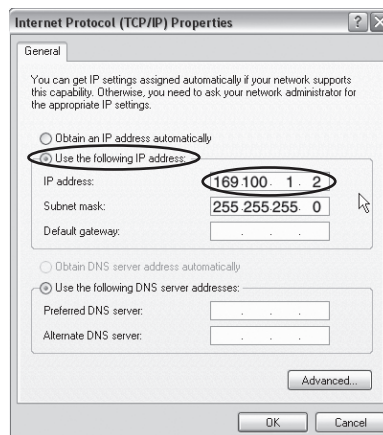 Internet Protocol (TCP/IP) Properties
General
You can get IP settings assigned automatically if your network supports
this capability. Otherwise, you need to ask your network administrator for
the appropriate IP settings.
Obtain an IP address automatically
Use the following IP address:
IP address: 169 . 100 . 1 . 2
Subnet mask: 255 . 255 . 255 . 0
Default gateway: . . .
Obtain DNS server address automatically
Use the following DNS server addresses:
Preferred DNS server: . . .
Alternate DNS server: . . .
Advanced...
OK Cancel